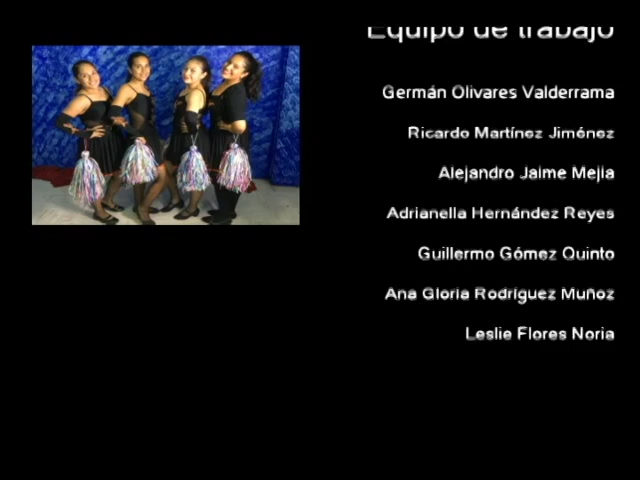 Equipo de trabajo
Germán Olivares Valderrama
Ricardo Martínez Jiménez
Alejandro Jaime Mejia
Adrianella Hernández Reyes
Guillermo Gómez Quinto
Ana Gloria Rodríguez Muñoz
Leslie Flores Noria